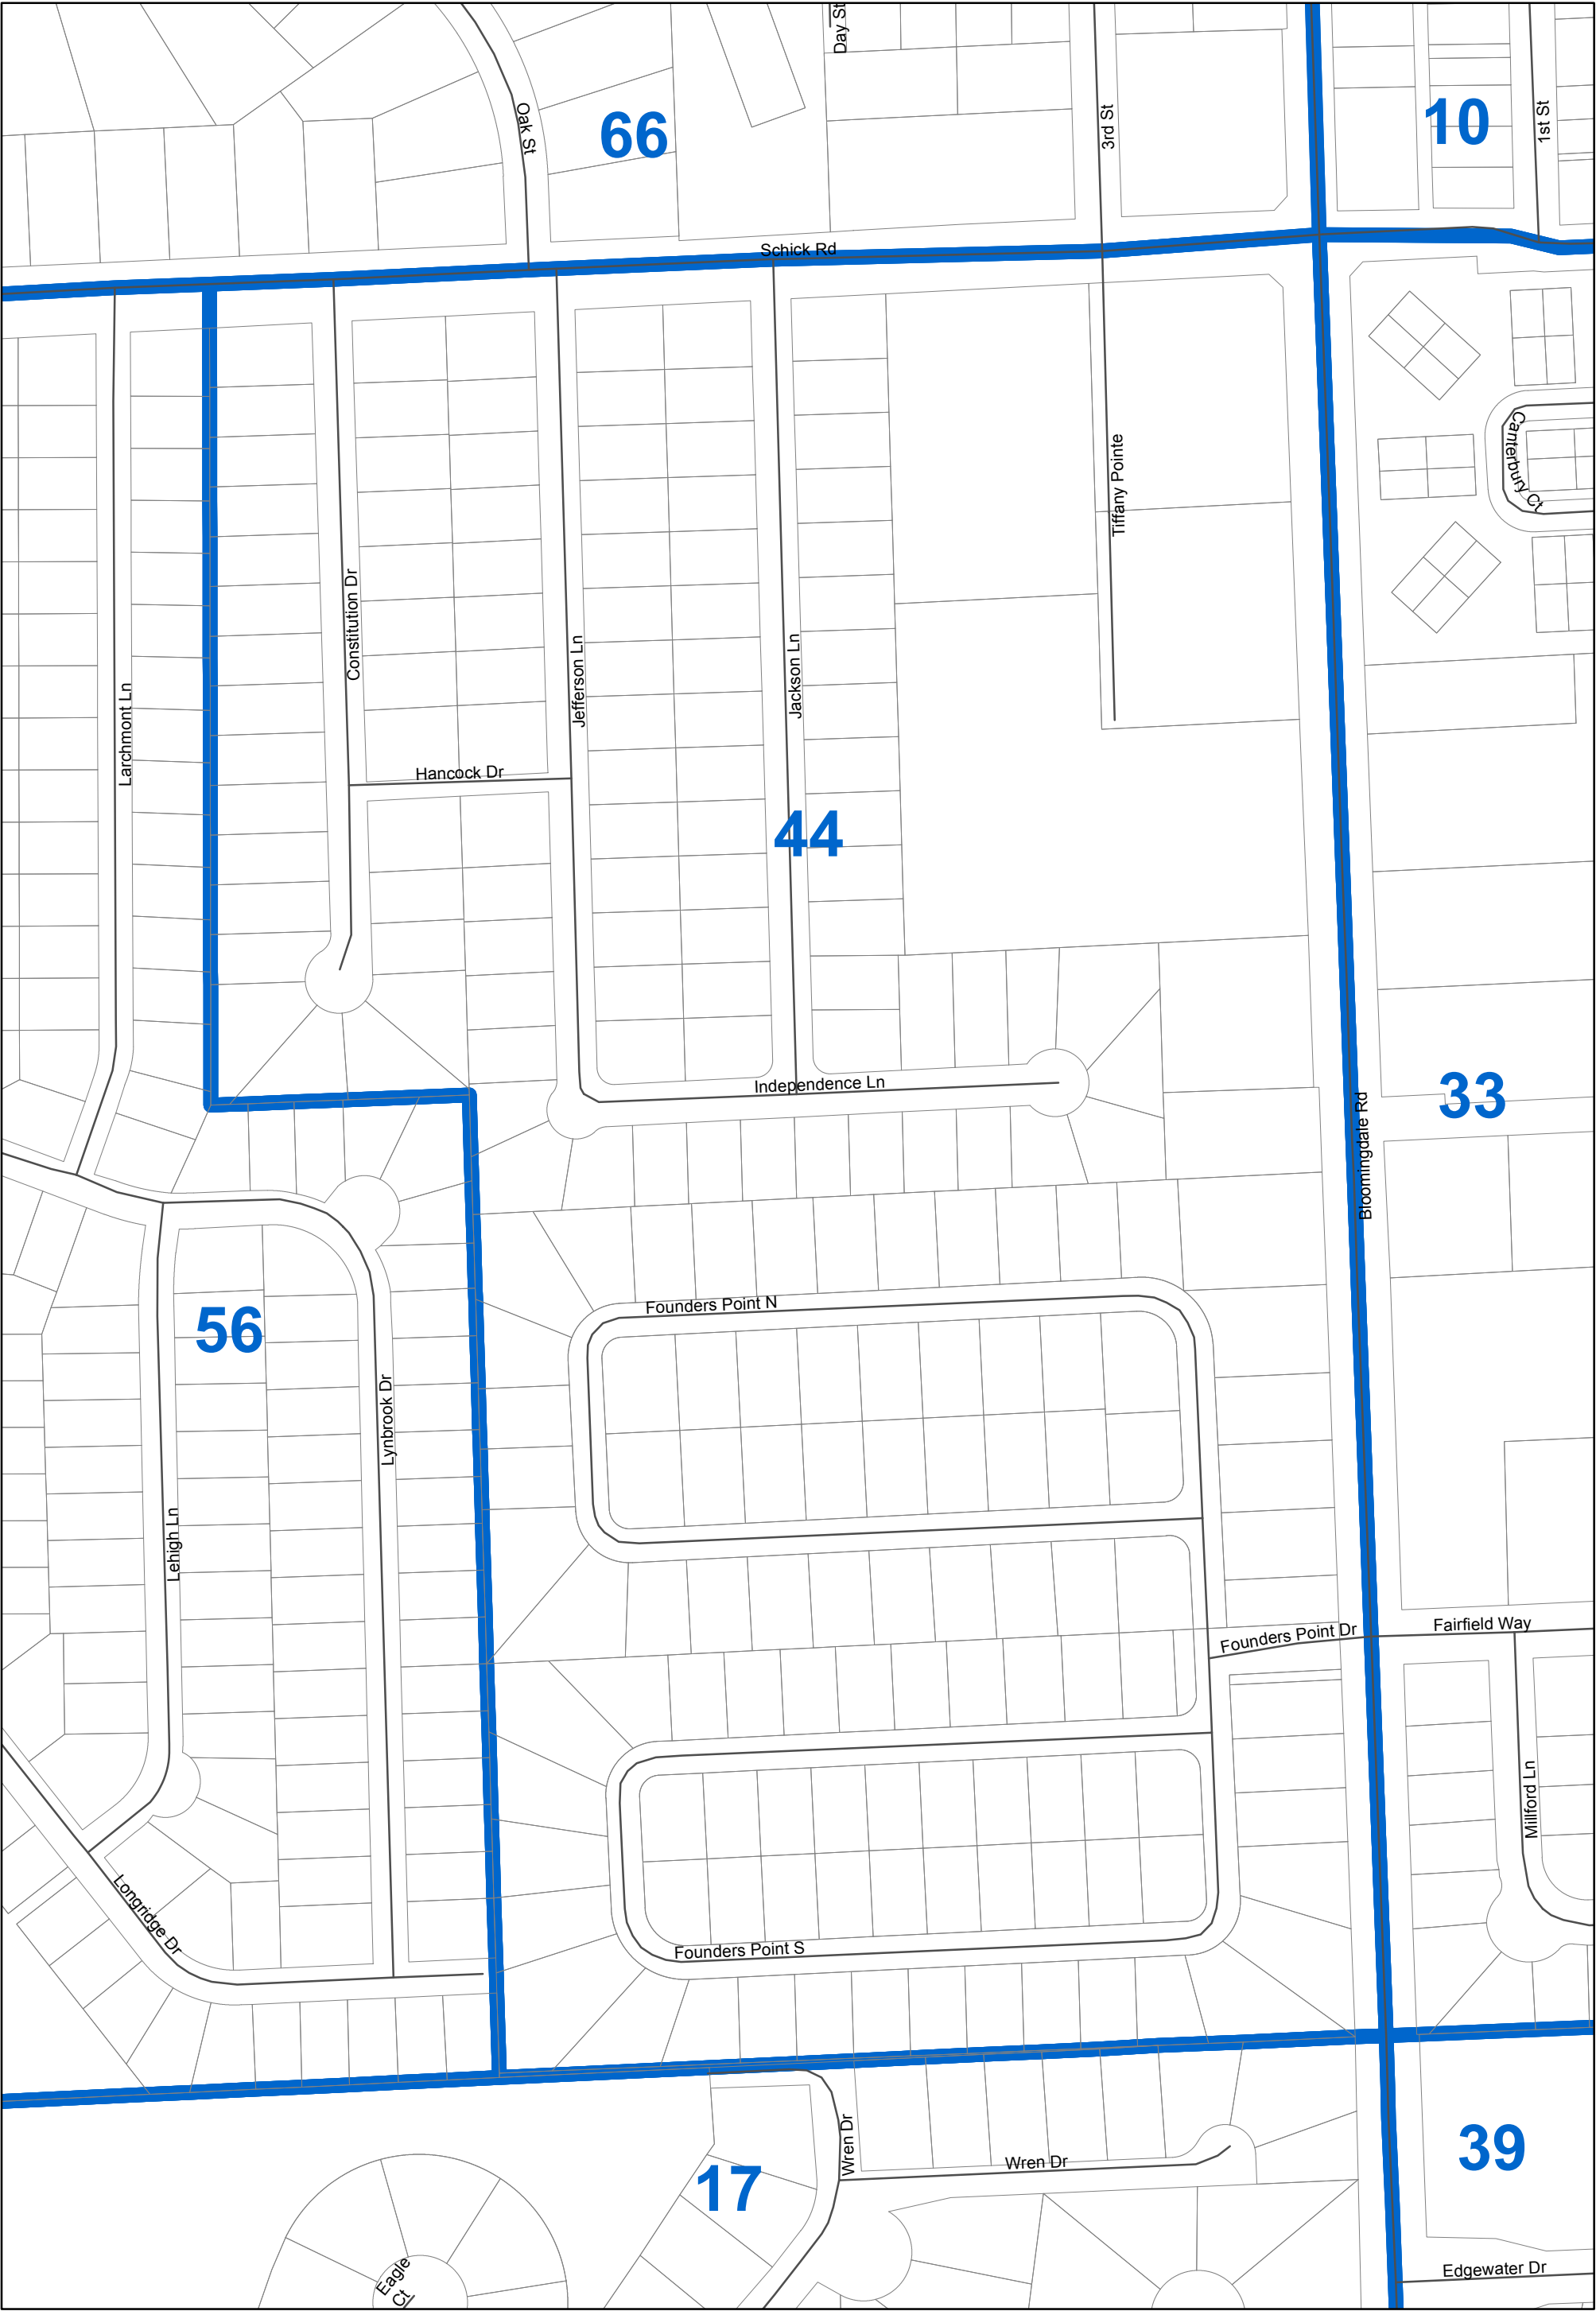 Day St
Oak St
66
3rd St
10
1st St
Schick Rd
Canterbury Ct
Tiffany Pointe
Constitution Dr
Jefferson Ln
Jackson Ln
Larchmont Ln
Hancock Dr
44
Independence Ln
33
Bloomingdale Rd
Founders Point N
56
Lynbrook Dr
Lehigh Ln
Founders Point Dr
Fairfield Way
Millford Ln
Longridge Dr
Founders Point S
Wren Dr
Wren Dr
39
17
Eagle
Ct
Edgewater Dr